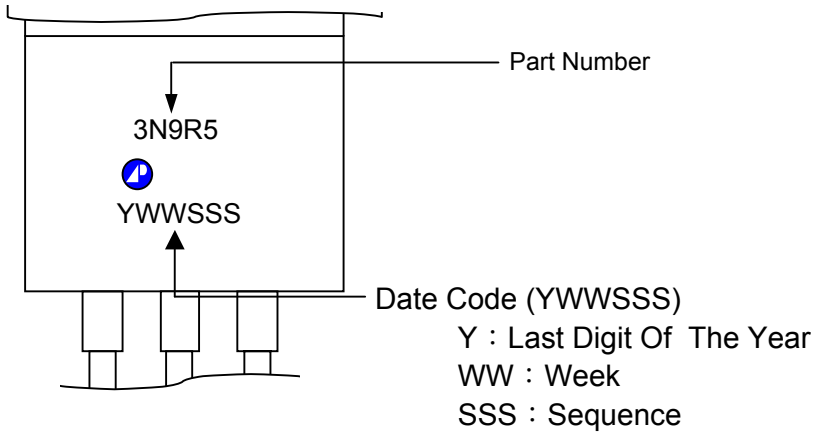 Part Number
3N9R5
YWWSSS
Date Code (YWWSSS)
Y：Last Digit Of The Year
WW：Week
SSS：Sequence